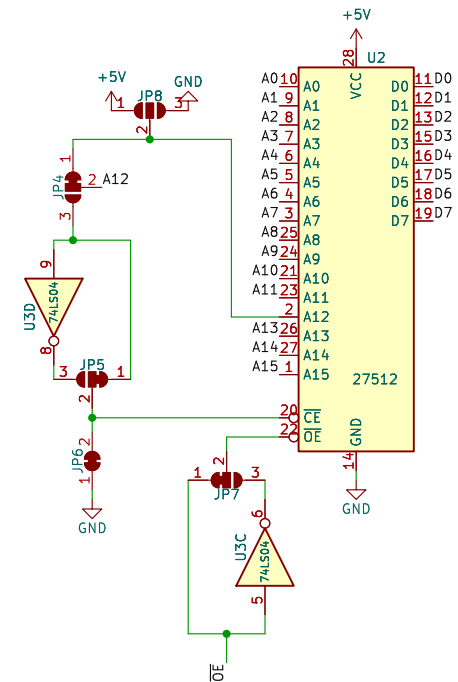 +5V
U2
+5V
GND
JP8
1
3
2
28
VCC
A0 10 A0 D0 11 D0
A1 9 A1 D1 12 D1
A2 8 A2 D2 13 D2
A3 7 A3 D3 15 D3
A4 6 A4 D4 16 D4
A5 5 A5 D5 17 D5
A6 4 A6 D6 18 D6
A7 3 A7 D7 19 D7
A8 25 A8
A9 24 A9
A10 21 A10
A11 23 A11
2 A12
A13 26 A13
A14 27 A14
A15 1 A15
27512
20 CE
22 OE
GND
14
GND
1
JP4
2 A12
3
9
U3D
74LS04
8
JP5
3
1
2
2
JP6
1
GND
2
1
3
JP7
6
U3C
74LS04
5
OE